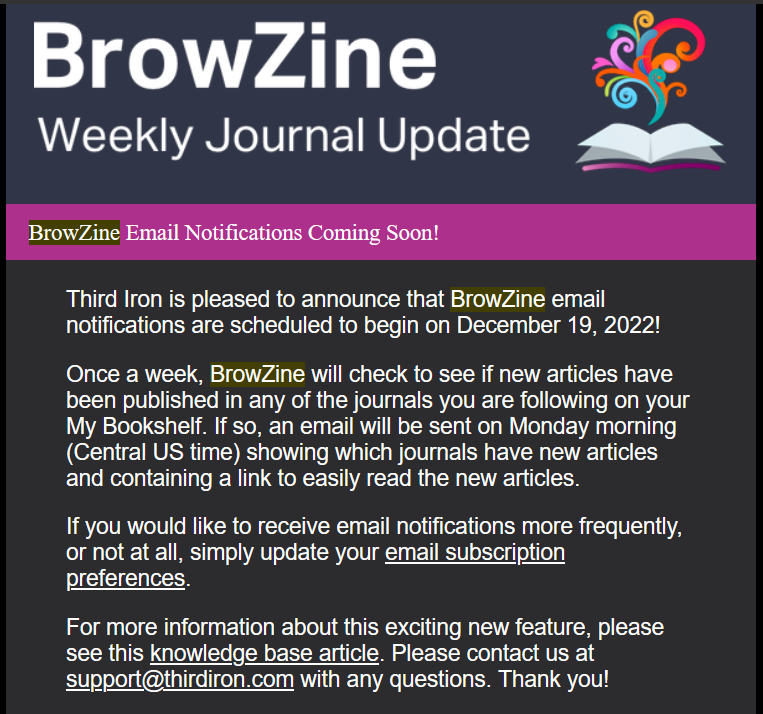 BrowZine
Weekly Journal Update
BrowZine Email Notifications Coming Soon!
Third Iron is pleased to announce that BrowZine email
notifications are scheduled to begin on December 19, 2022!
Once a week, BrowZine will check to see if new articles have
been published in any of the journals you are following on your
My Bookshelf. If so, an email will be sent on Monday morning
(Central US time) showing which journals have new articles
and containing a link to easily read the new articles.
If you would like to receive email notifications more frequently,
or not at all, simply update your email subscription
preferences.
For more information about this exciting new feature, please
see this knowledge base article. Please contact us at
support@thirdiron.com with any questions. Thank you!